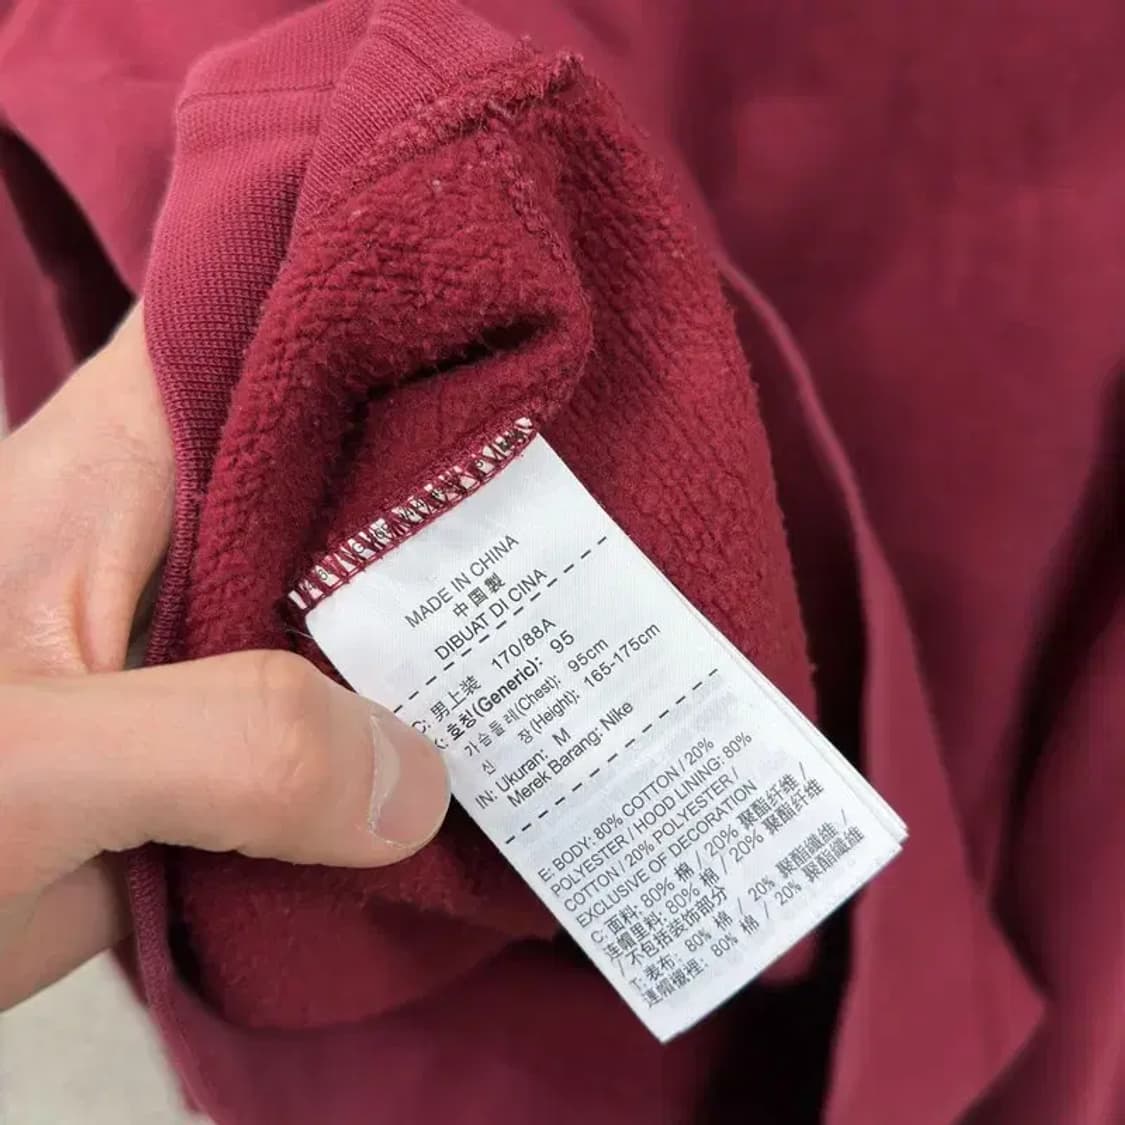 MADE IN CHINA
中国製
DIBUAT DI CINA
C: 男上装 170/88A
K: 호칭(Generic): 95
가슴둘레(Chest): 95cm
신 장(Height): 165-175cm
IN: Ukuran: M
Merek Barang: Nike
E: BODY: 80% COTTON / 20%
POLYESTER / HOOD LINING: 80%
COTTON / 20% POLYESTER /
EXCLUSIVE OF DECORATION
C: 面料: 80% 棉 / 20% 聚酯纤维 /
连帽里料: 80% 棉 / 20% 聚酯纤维
/ 不包括装饰部分
T: 表布: 80% 棉 / 20% 聚酯纖維 /
連帽襯裡: 80% 棉 / 20% 聚酯纖維